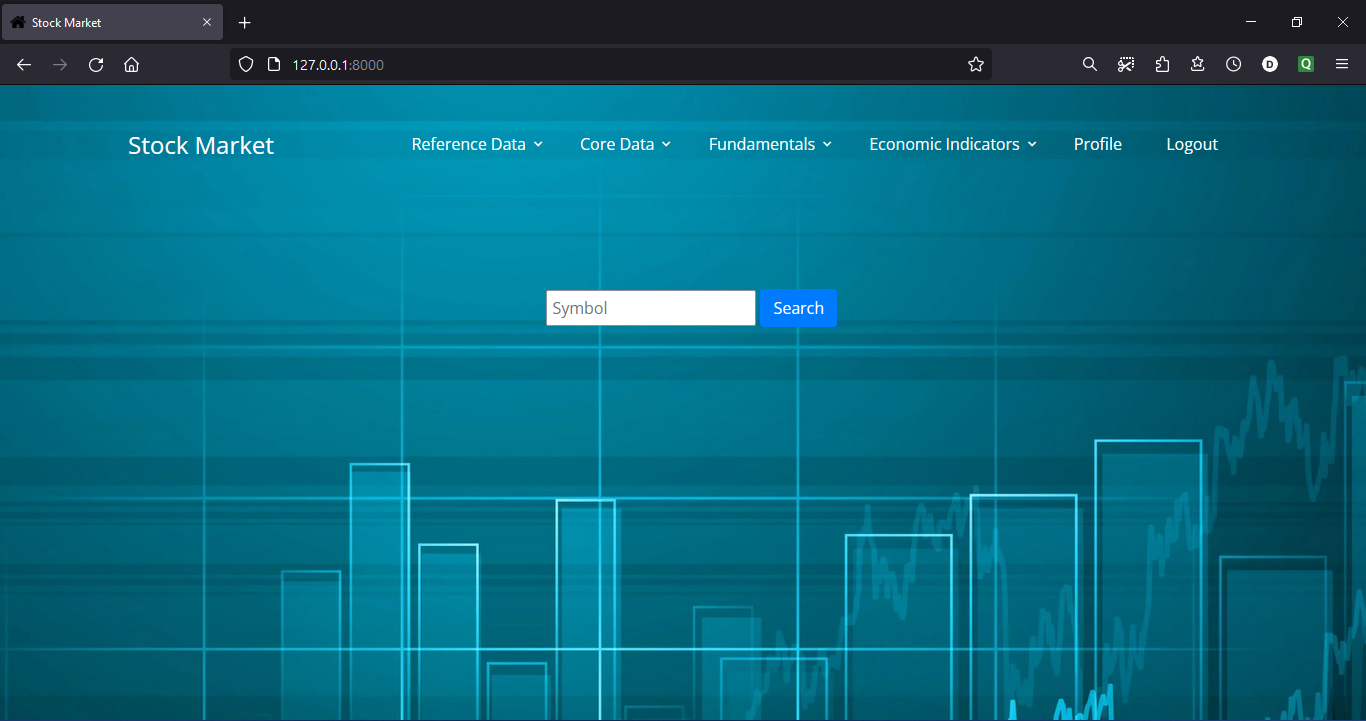 Stock Market
127.0.0.1:8000
D
Q
Stock Market
Reference Data
Core Data
Fundamentals
Economic Indicators
Profile
Logout
Symbol
Search